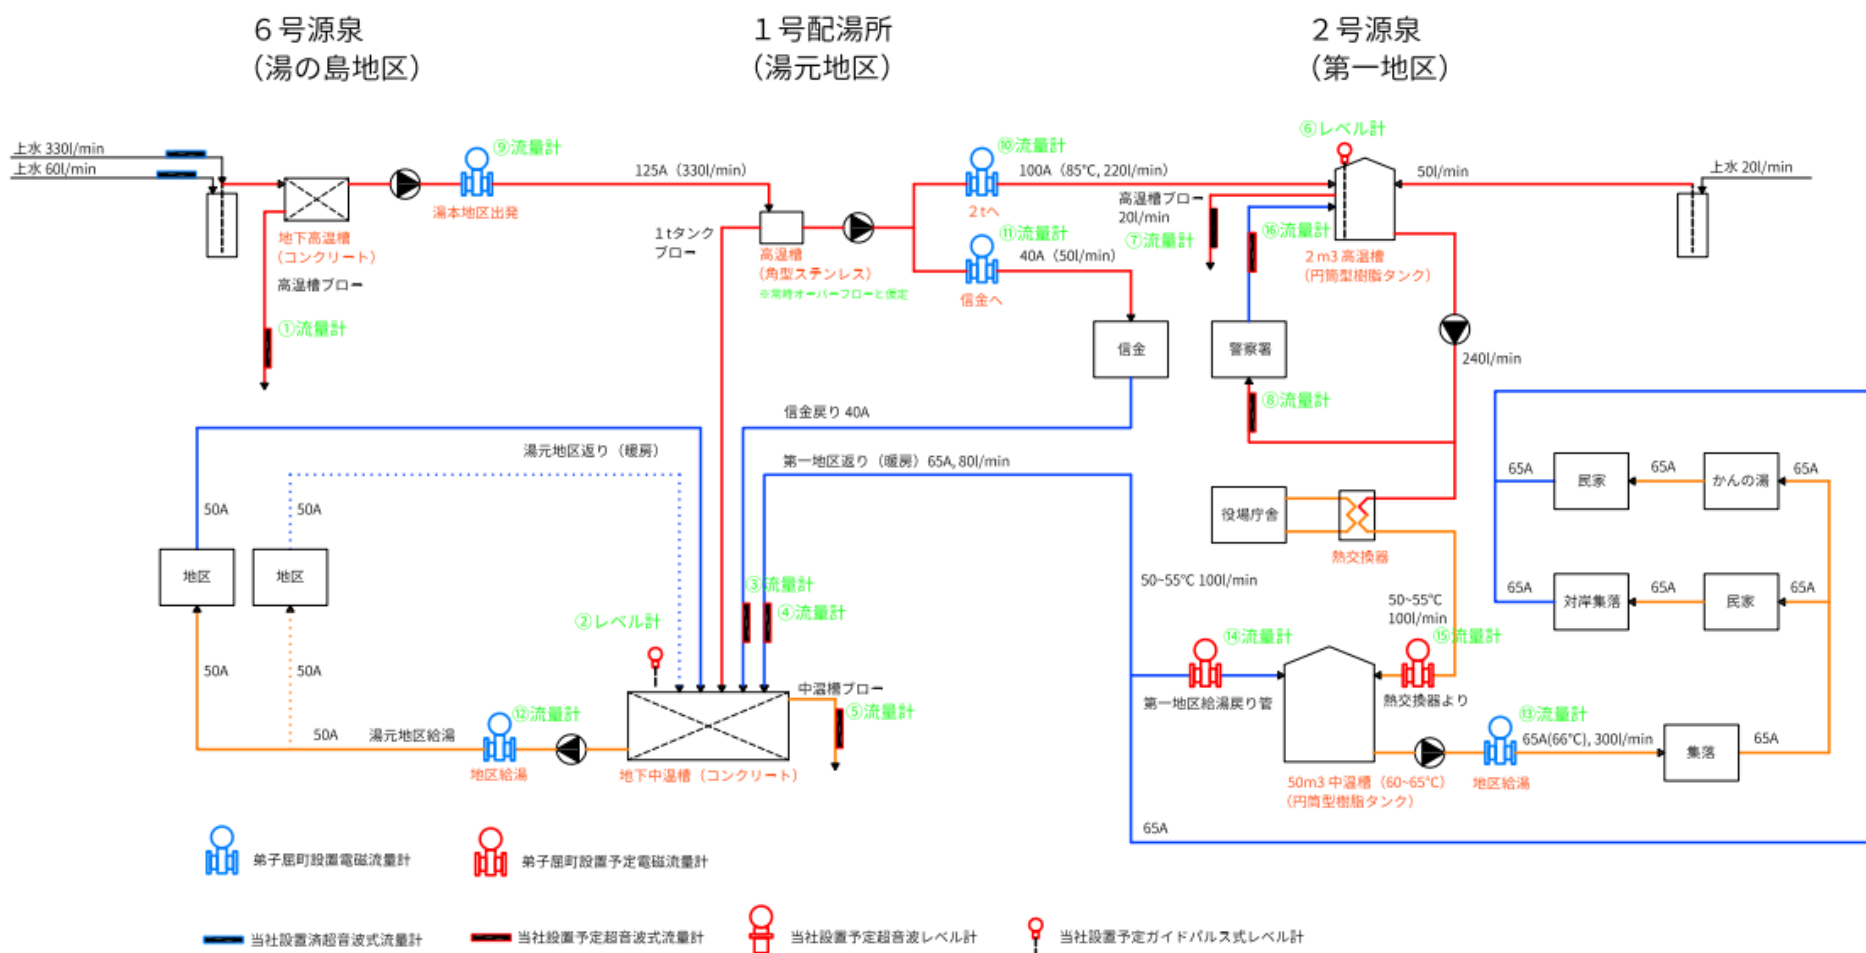 6号源泉
(湯の島地区)
1号配湯所
(湯元地区)
2号源泉
(第一地区)
上水 330l/min
上水 60l/min
⑨流量計
湯本地区出発
地下高温槽
(コンクリート)
高温槽ブロー
①流量計
125A(330l/min)
1tタンク
ブロー
高温槽
(角型ステンレス)
※常時オーバーフローと仮定
⑩流量計
100A(85℃, 220l/min)
2tへ
⑪流量計
40A(50l/min)
信金へ
信金
⑥レベル計
高温槽ブロー
20l/min
⑦流量計
⑯流量計
2m3 高温槽
(円筒型樹脂タンク)
50l/min
上水 20l/min
警察署
240l/min
⑧流量計
信金戻り 40A
湯元地区返り(暖房)
第一地区返り(暖房)65A, 80l/min
50A
50A
地区
地区
50A
50A
50A
湯元地区給湯
⑫流量計
地区給湯
②レベル計
③流量計
④流量計
中温槽ブロー
⑤流量計
地下中温槽(コンクリート)
役場庁舎
熱交換器
50~55℃ 100l/min
50~55℃
100l/min
⑭流量計
第一地区給湯戻り管
⑮流量計
熱交換器より
50m3 中温槽(60~65℃)
(円筒型樹脂タンク)
⑬流量計
65A(66℃), 300l/min
地区給湯
集落
65A
65A
民家
65A
かんの湯
65A
65A
対岸集落
65A
民家
65A
65A
弟子屈町設置電磁流量計
弟子屈町設置予定電磁流量計
当社設置済超音波式流量計
当社設置予定超音波式流量計
当社設置予定超音波レベル計
当社設置予定ガイドパルス式レベル計